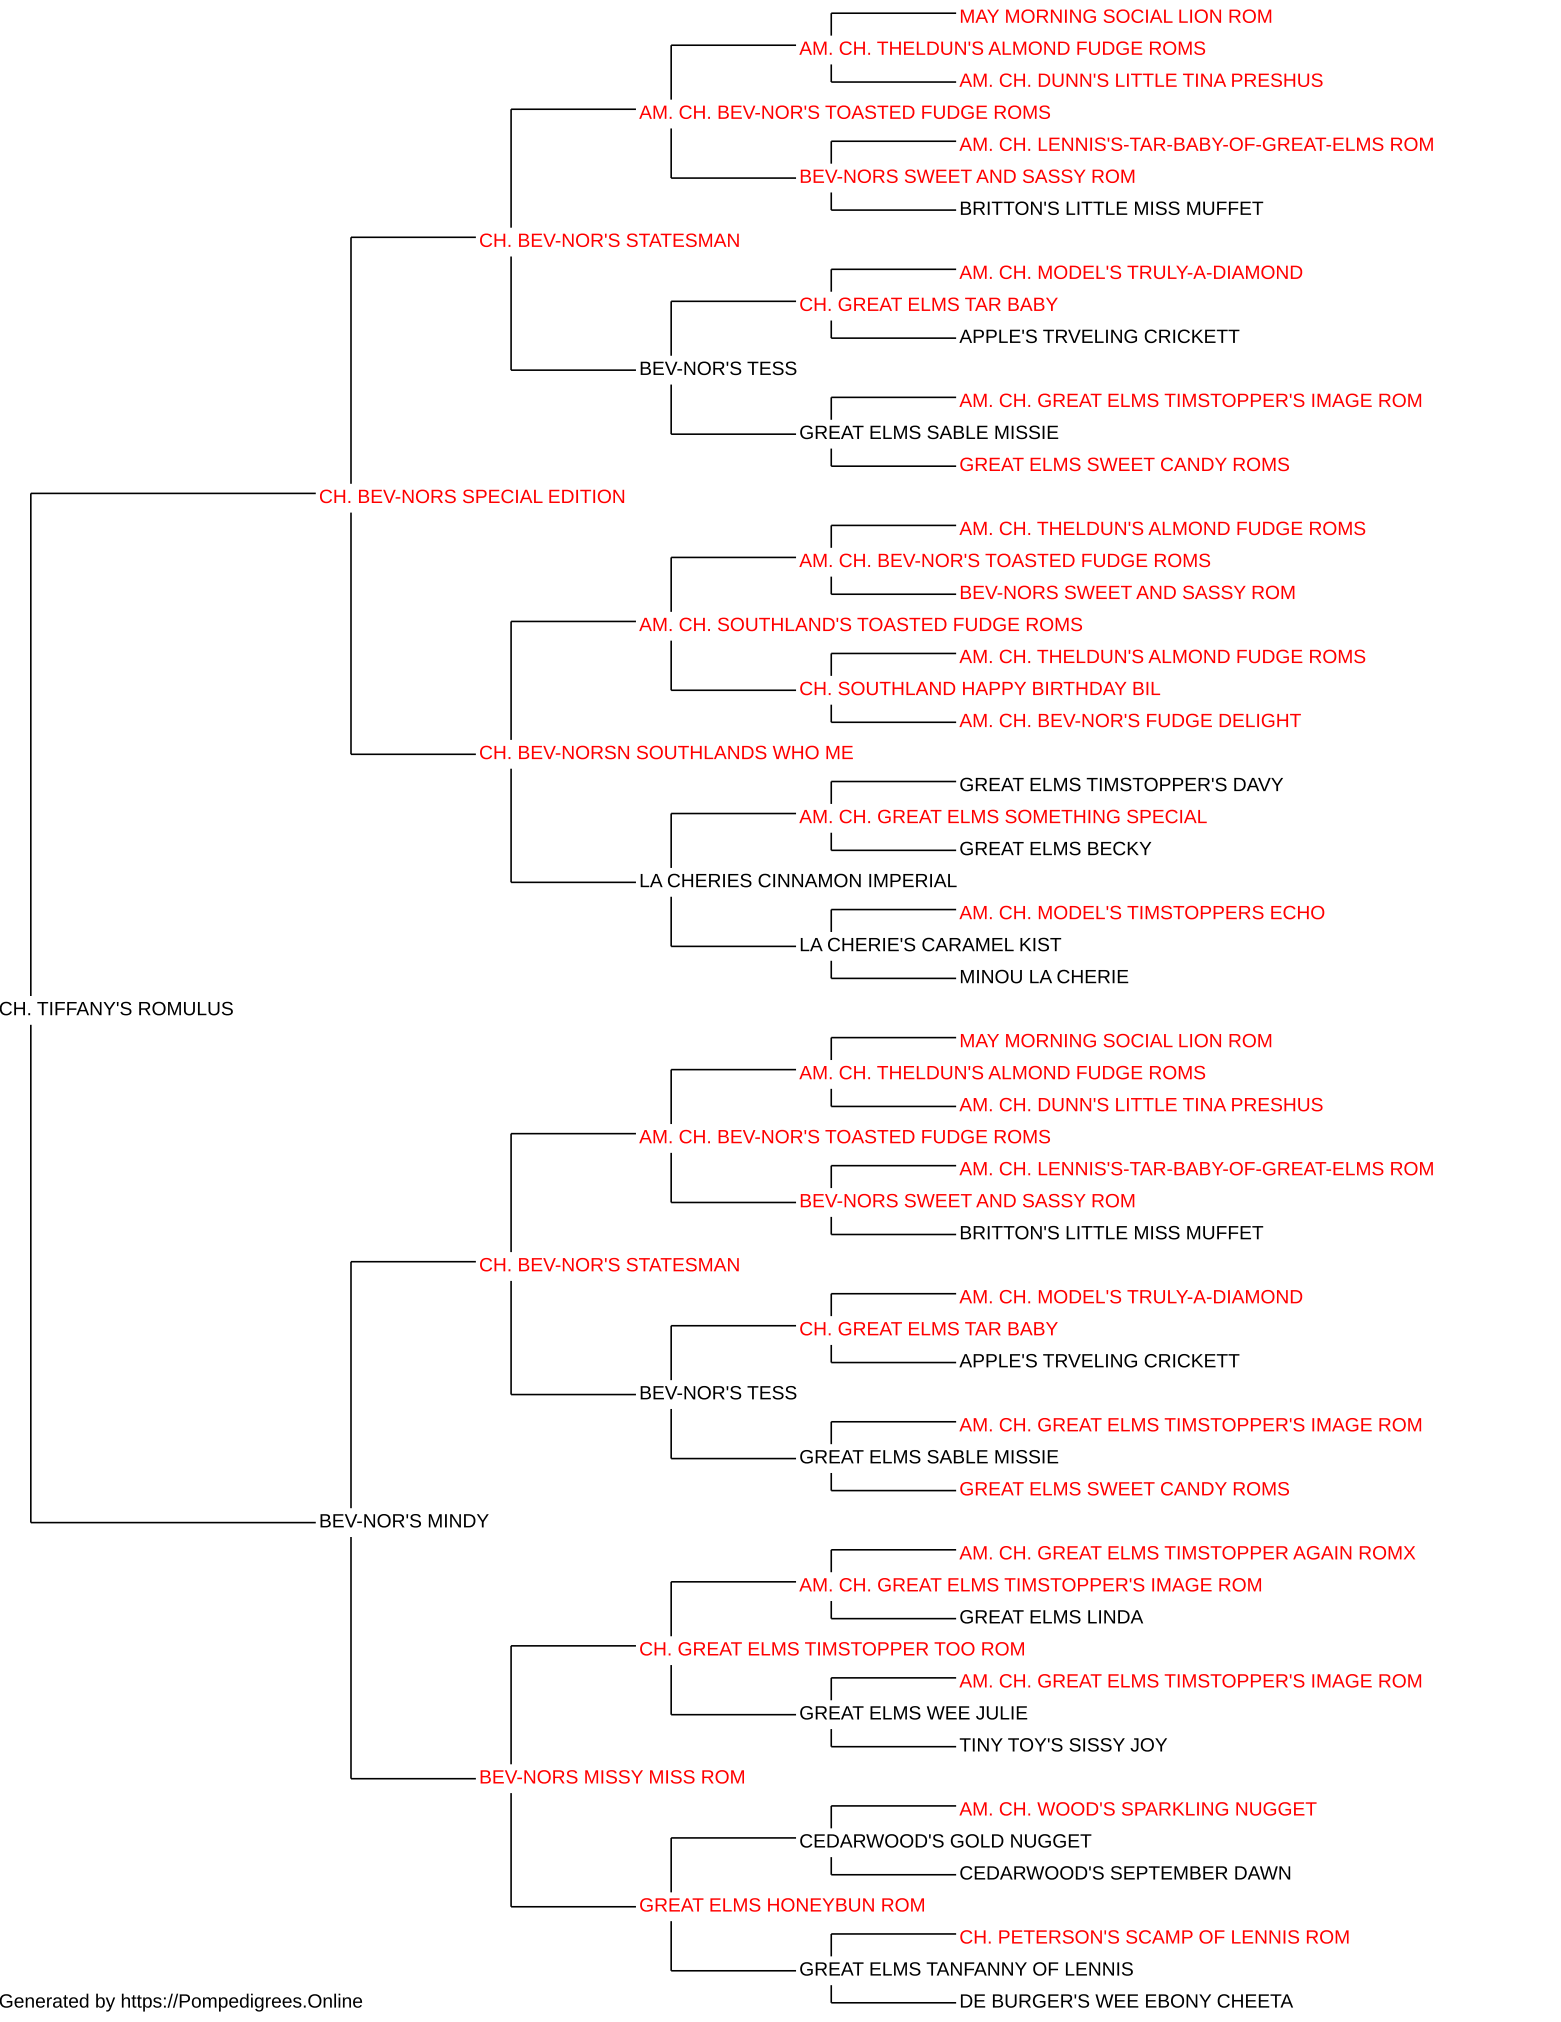 MAY MORNING SOCIAL LION ROM
AM. CH. THELDUN'S ALMOND FUDGE ROMS
AM. CH. DUNN'S LITTLE TINA PRESHUS
AM. CH. BEV-NOR'S TOASTED FUDGE ROMS
AM. CH. LENNIS'S-TAR-BABY-OF-GREAT-ELMS ROM
BEV-NORS SWEET AND SASSY ROM
BRITTON'S LITTLE MISS MUFFET
CH. BEV-NOR'S STATESMAN
AM. CH. MODEL'S TRULY-A-DIAMOND
CH. GREAT ELMS TAR BABY
APPLE'S TRVELING CRICKETT
BEV-NOR'S TESS
AM. CH. GREAT ELMS TIMSTOPPER'S IMAGE ROM
GREAT ELMS SABLE MISSIE
GREAT ELMS SWEET CANDY ROMS
CH. BEV-NORS SPECIAL EDITION
AM. CH. THELDUN'S ALMOND FUDGE ROMS
AM. CH. BEV-NOR'S TOASTED FUDGE ROMS
BEV-NORS SWEET AND SASSY ROM
AM. CH. SOUTHLAND'S TOASTED FUDGE ROMS
AM. CH. THELDUN'S ALMOND FUDGE ROMS
CH. SOUTHLAND HAPPY BIRTHDAY BIL
AM. CH. BEV-NOR'S FUDGE DELIGHT
CH. BEV-NORSN SOUTHLANDS WHO ME
GREAT ELMS TIMSTOPPER'S DAVY
AM. CH. GREAT ELMS SOMETHING SPECIAL
GREAT ELMS BECKY
LA CHERIES CINNAMON IMPERIAL
AM. CH. MODEL'S TIMSTOPPERS ECHO
LA CHERIE'S CARAMEL KIST
MINOU LA CHERIE
CH. TIFFANY'S ROMULUS
MAY MORNING SOCIAL LION ROM
AM. CH. THELDUN'S ALMOND FUDGE ROMS
AM. CH. DUNN'S LITTLE TINA PRESHUS
AM. CH. BEV-NOR'S TOASTED FUDGE ROMS
AM. CH. LENNIS'S-TAR-BABY-OF-GREAT-ELMS ROM
BEV-NORS SWEET AND SASSY ROM
BRITTON'S LITTLE MISS MUFFET
CH. BEV-NOR'S STATESMAN
AM. CH. MODEL'S TRULY-A-DIAMOND
CH. GREAT ELMS TAR BABY
APPLE'S TRVELING CRICKETT
BEV-NOR'S TESS
AM. CH. GREAT ELMS TIMSTOPPER'S IMAGE ROM
GREAT ELMS SABLE MISSIE
GREAT ELMS SWEET CANDY ROMS
BEV-NOR'S MINDY
AM. CH. GREAT ELMS TIMSTOPPER AGAIN ROMX
AM. CH. GREAT ELMS TIMSTOPPER'S IMAGE ROM
GREAT ELMS LINDA
CH. GREAT ELMS TIMSTOPPER TOO ROM
AM. CH. GREAT ELMS TIMSTOPPER'S IMAGE ROM
GREAT ELMS WEE JULIE
TINY TOY'S SISSY JOY
BEV-NORS MISSY MISS ROM
AM. CH. WOOD'S SPARKLING NUGGET
CEDARWOOD'S GOLD NUGGET
CEDARWOOD'S SEPTEMBER DAWN
GREAT ELMS HONEYBUN ROM
CH. PETERSON'S SCAMP OF LENNIS ROM
GREAT ELMS TANFANNY OF LENNIS
DE BURGER'S WEE EBONY CHEETA
Generated by https://Pompedigrees.Online